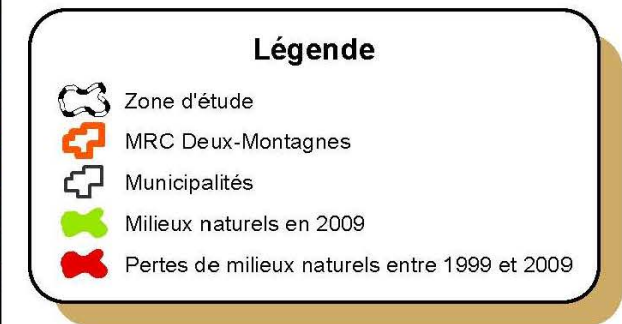 Légende
Zone d'étude
MRC Deux-Montagnes
Municipalités
Milieux naturels en 2009
Pertes de milieux naturels entre 1999 et 2009